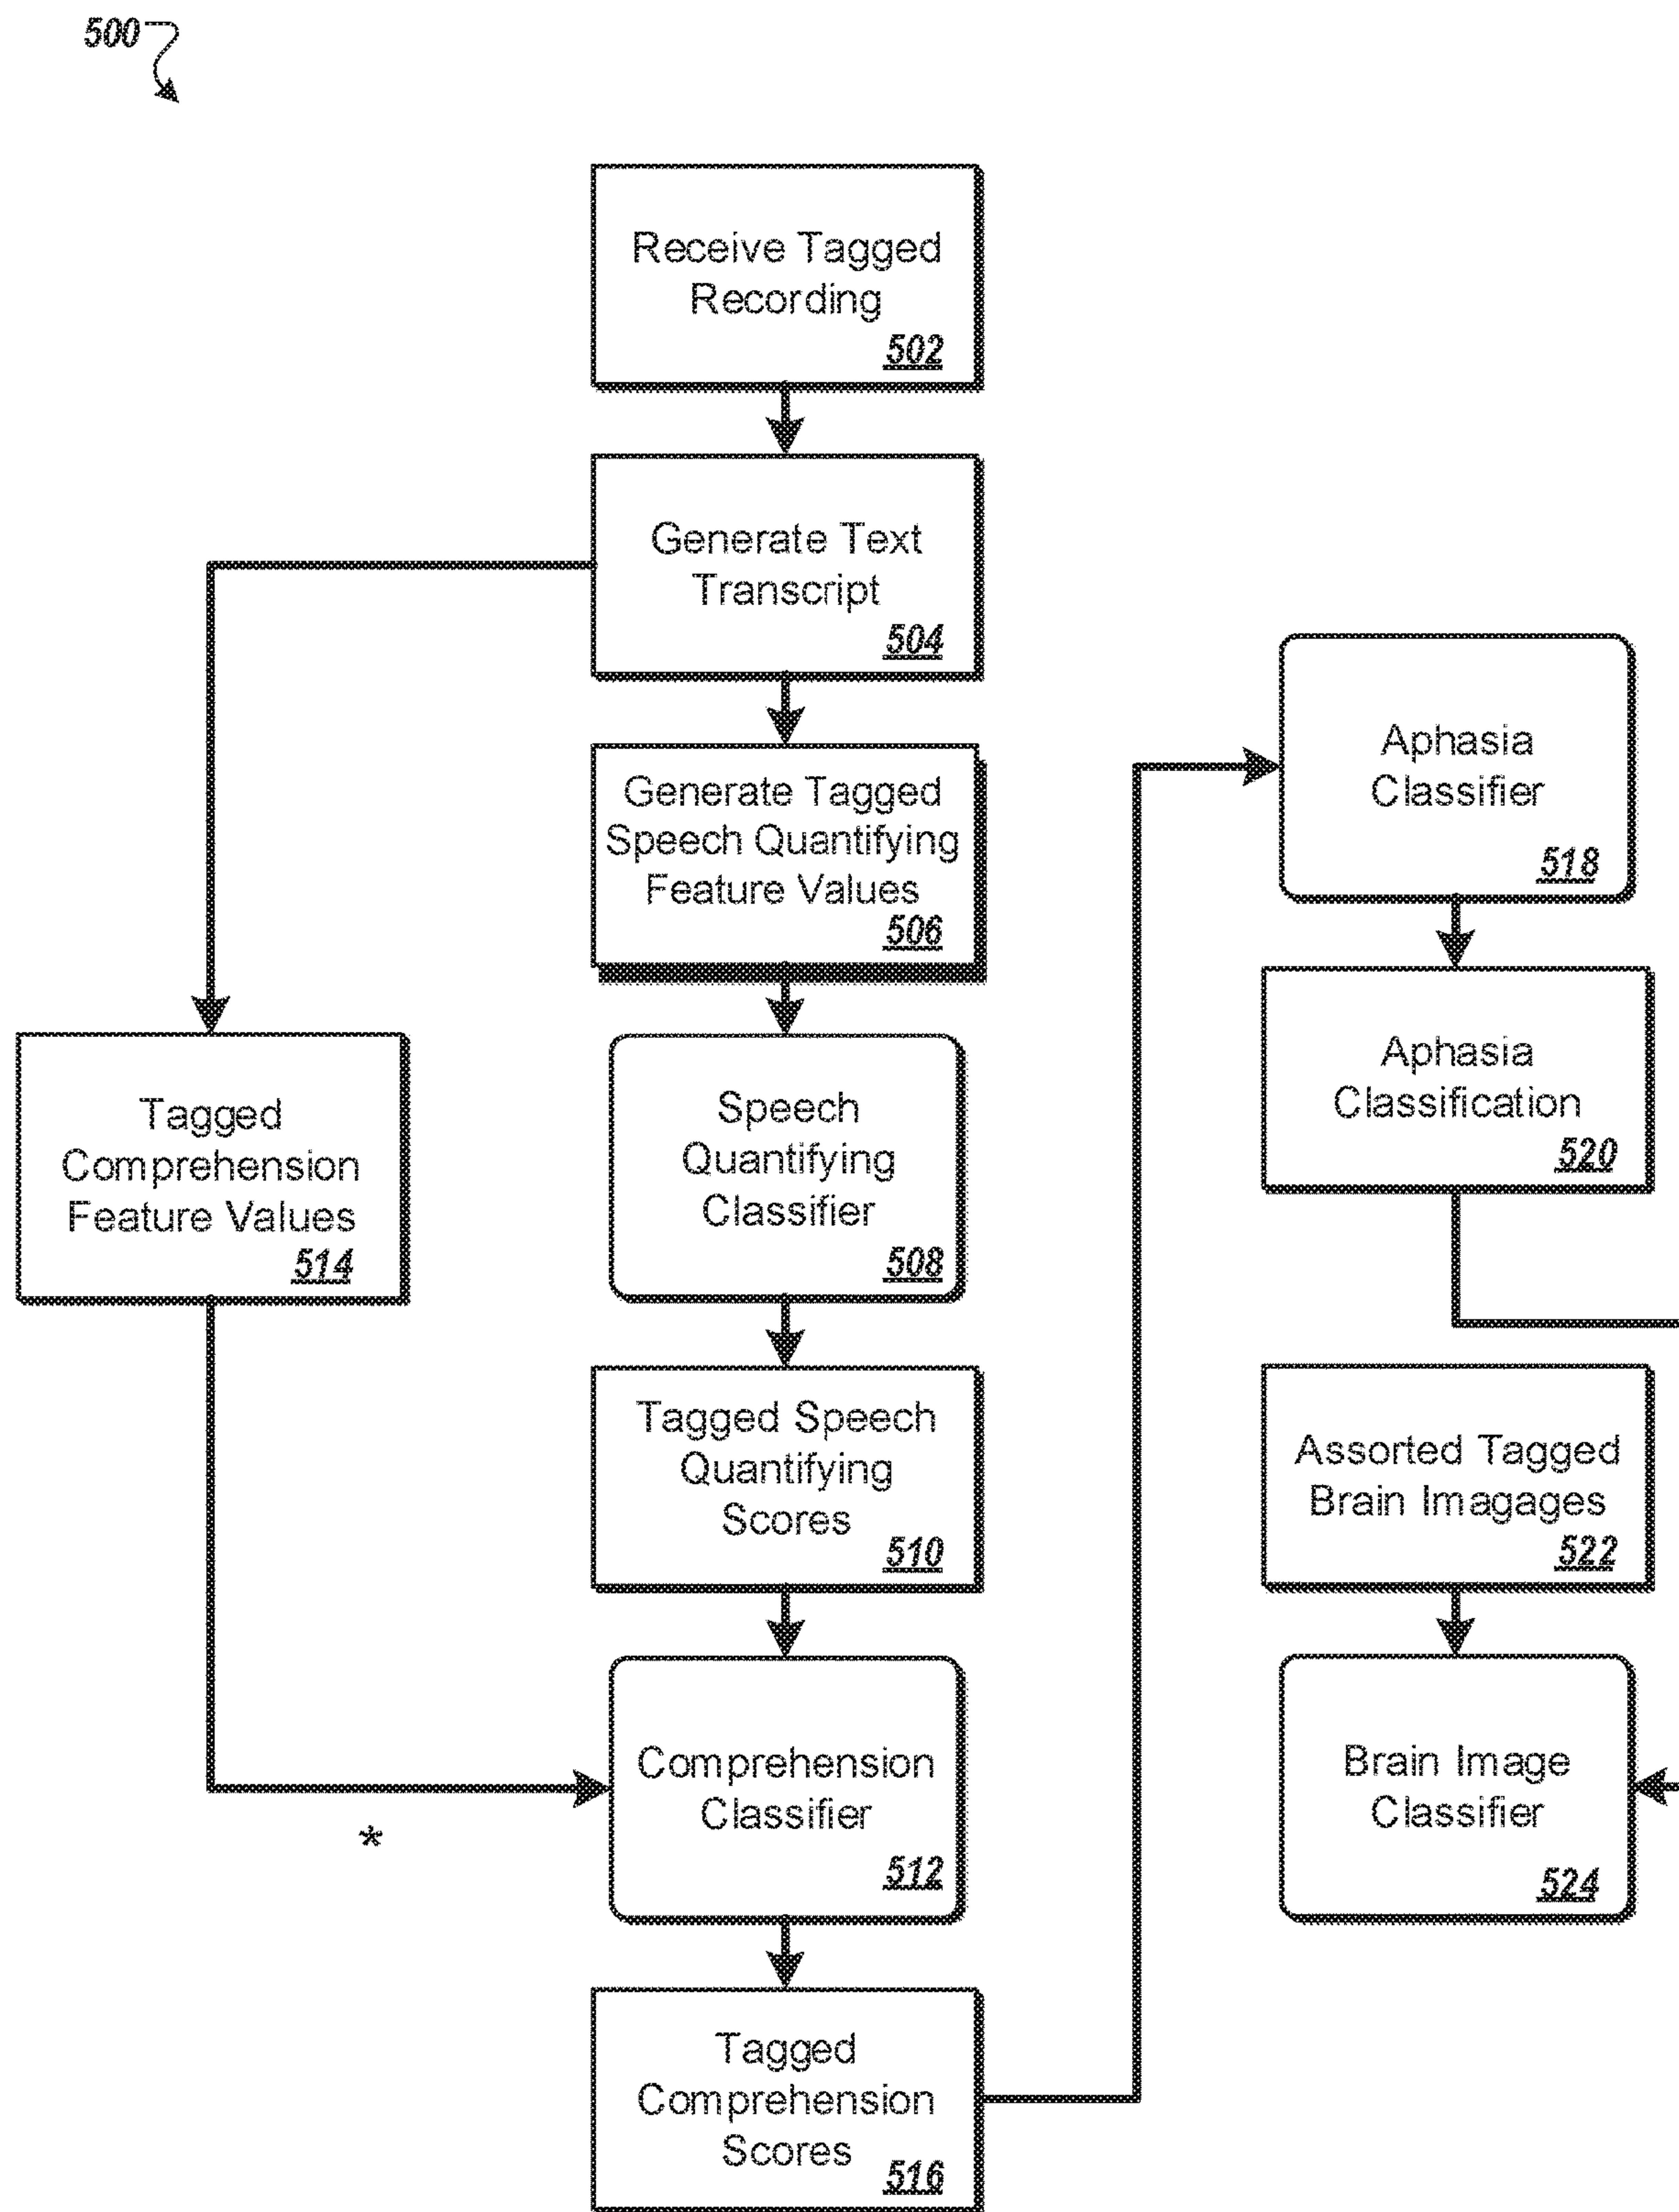 500
Receive Tagged
Recording
502
Generate Text
Transcript
504
Generate Tagged
Speech Quantifying
Feature Values
506
Tagged
Comprehension
Feature Values
514
Speech
Quantifying
Classifier
508
Tagged Speech
Quantifying
Scores
510
*
Comprehension
Classifier
512
Tagged
Comprehension
Scores
516
Aphasia
Classifier
518
Aphasia
Classification
520
Assorted Tagged
Brain Imagages
522
Brain Image
Classifier
524